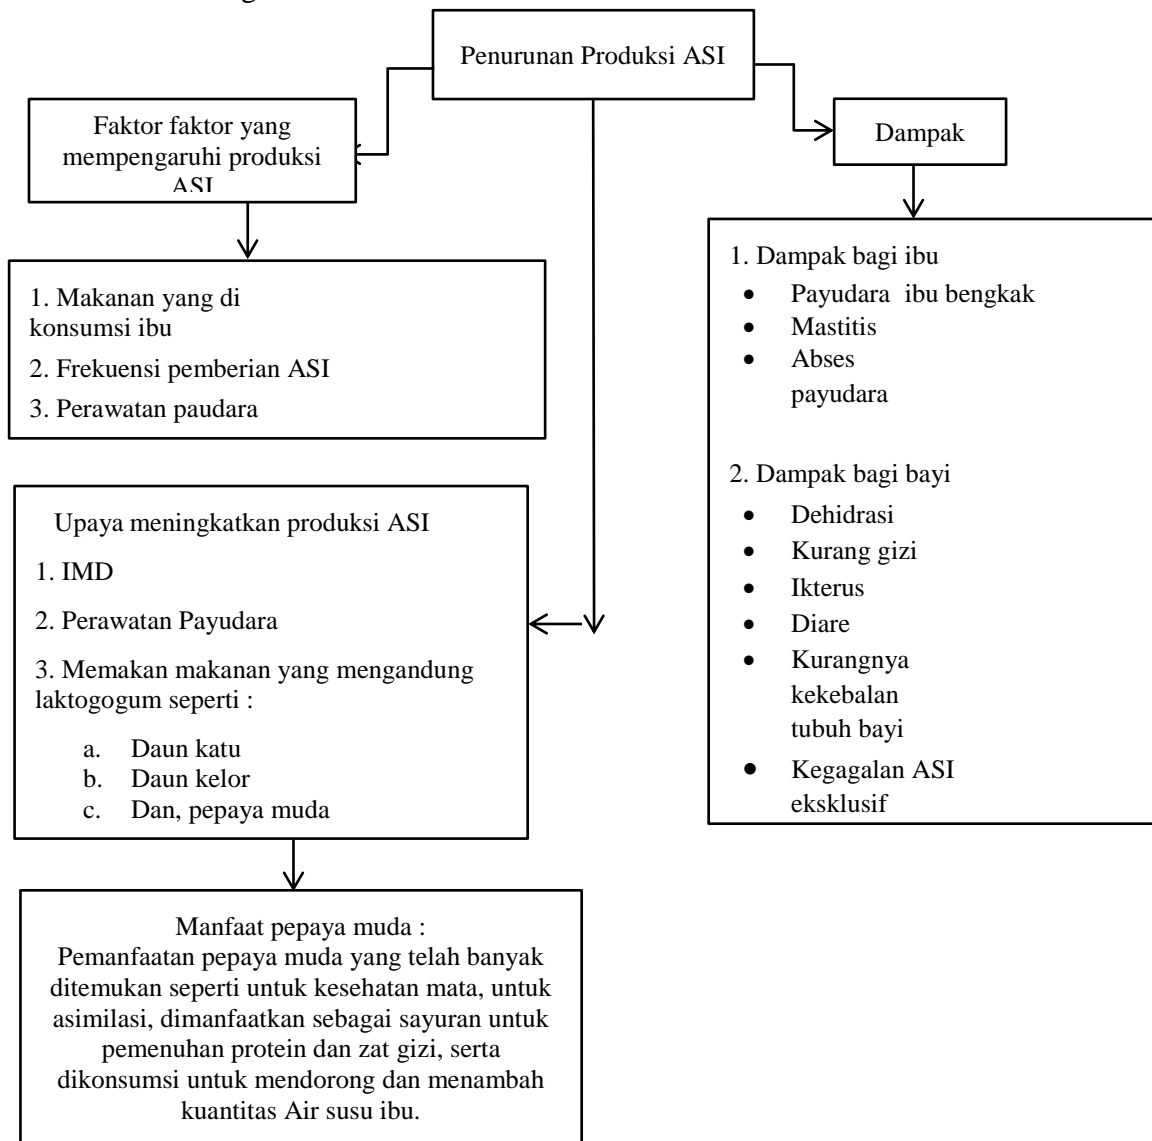 Penurunan Produksi ASI
Faktor faktor yang
mempengaruhi produksi
ASI
Dampak
1. Makanan yang di
konsumsi ibu
2. Frekuensi pemberian ASI
3. Perawatan paudara
1. Dampak bagi ibu
• Payudara ibu bengkak
• Mastitis
• Abses
payudara
2. Dampak bagi bayi
• Dehidrasi
• Kurang gizi
• Ikterus
• Diare
• Kurangnya
kekebalan
tubuh bayi
• Kegagalan ASI
eksklusif
Upaya meningkatkan produksi ASI
1. IMD
2. Perawatan Payudara
3. Memakan makanan yang mengandung
laktogogum seperti :
a. Daun katu
b. Daun kelor
c. Dan, pepaya muda
Manfaat pepaya muda :
Pemanfaatan pepaya muda yang telah banyak
ditemukan seperti untuk kesehatan mata, untuk
asimilasi, dimanfaatkan sebagai sayuran untuk
pemenuhan protein dan zat gizi, serta
dikonsumsi untuk mendorong dan menambah
kuantitas Air susu ibu.